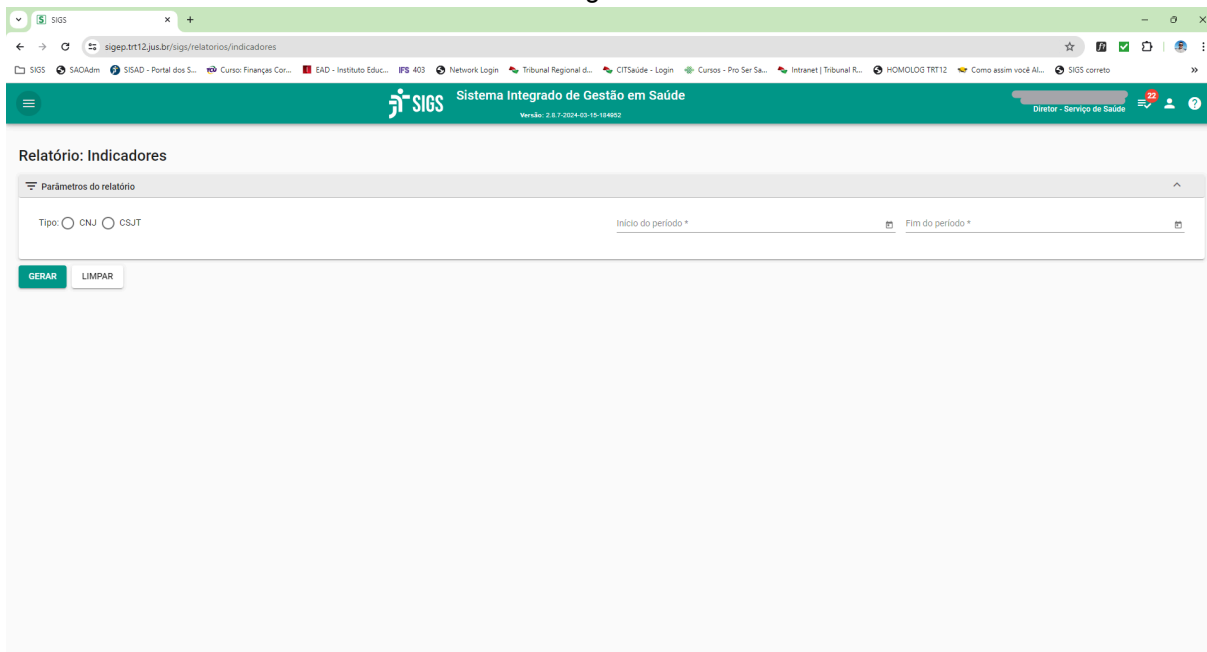 SIGS
sigep.trt12.jus.br/sigs/relatorios/indicadores
SIGS SAOAdm SISAD - Portal dos S... Curso: Finanças Cor... EAD - Instituto Educ... IFS 403 Network Login Tribunal Regional d... CITSaúde - Login Cursos - Pro Ser Sa... Intranet | Tribunal R... HOMOLOG TRT12 Como assim você Al... SIGS correto »
jt SIGS Sistema Integrado de Gestão em Saúde
Versão: 2.8.7-2024-03-15-184952
Diretor - Serviço de Saúde 22
Relatório: Indicadores
Parâmetros do relatório
Tipo: CNJ CSJT Início do período * Fim do período *
GERAR LIMPAR